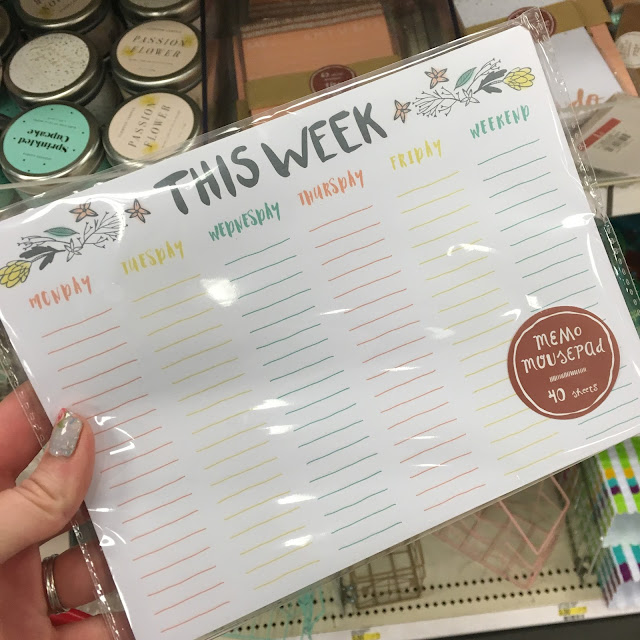 THIS WEEK
MONDAY TUESDAY WEDNESDAY THURSDAY FRIDAY WEEKEND
MEMO
MOUSEPAD
40 sheets
PASSION
FLOWER
Sprinkled
Cupcake
PASSION
FLOWER